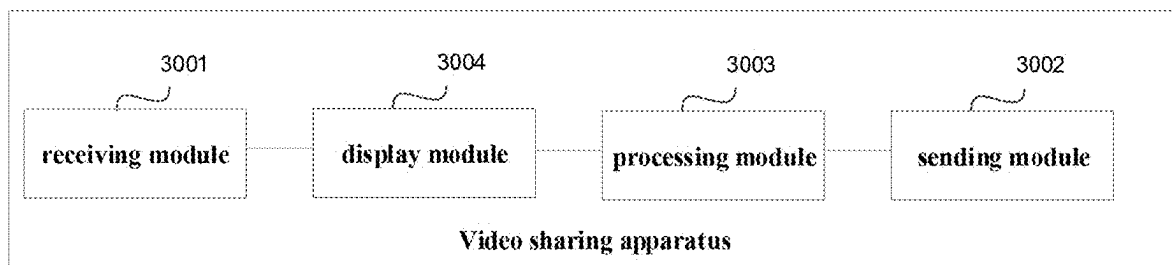 3001 3004 3003 3002
receiving module display module processing module sending module
Video sharing apparatus